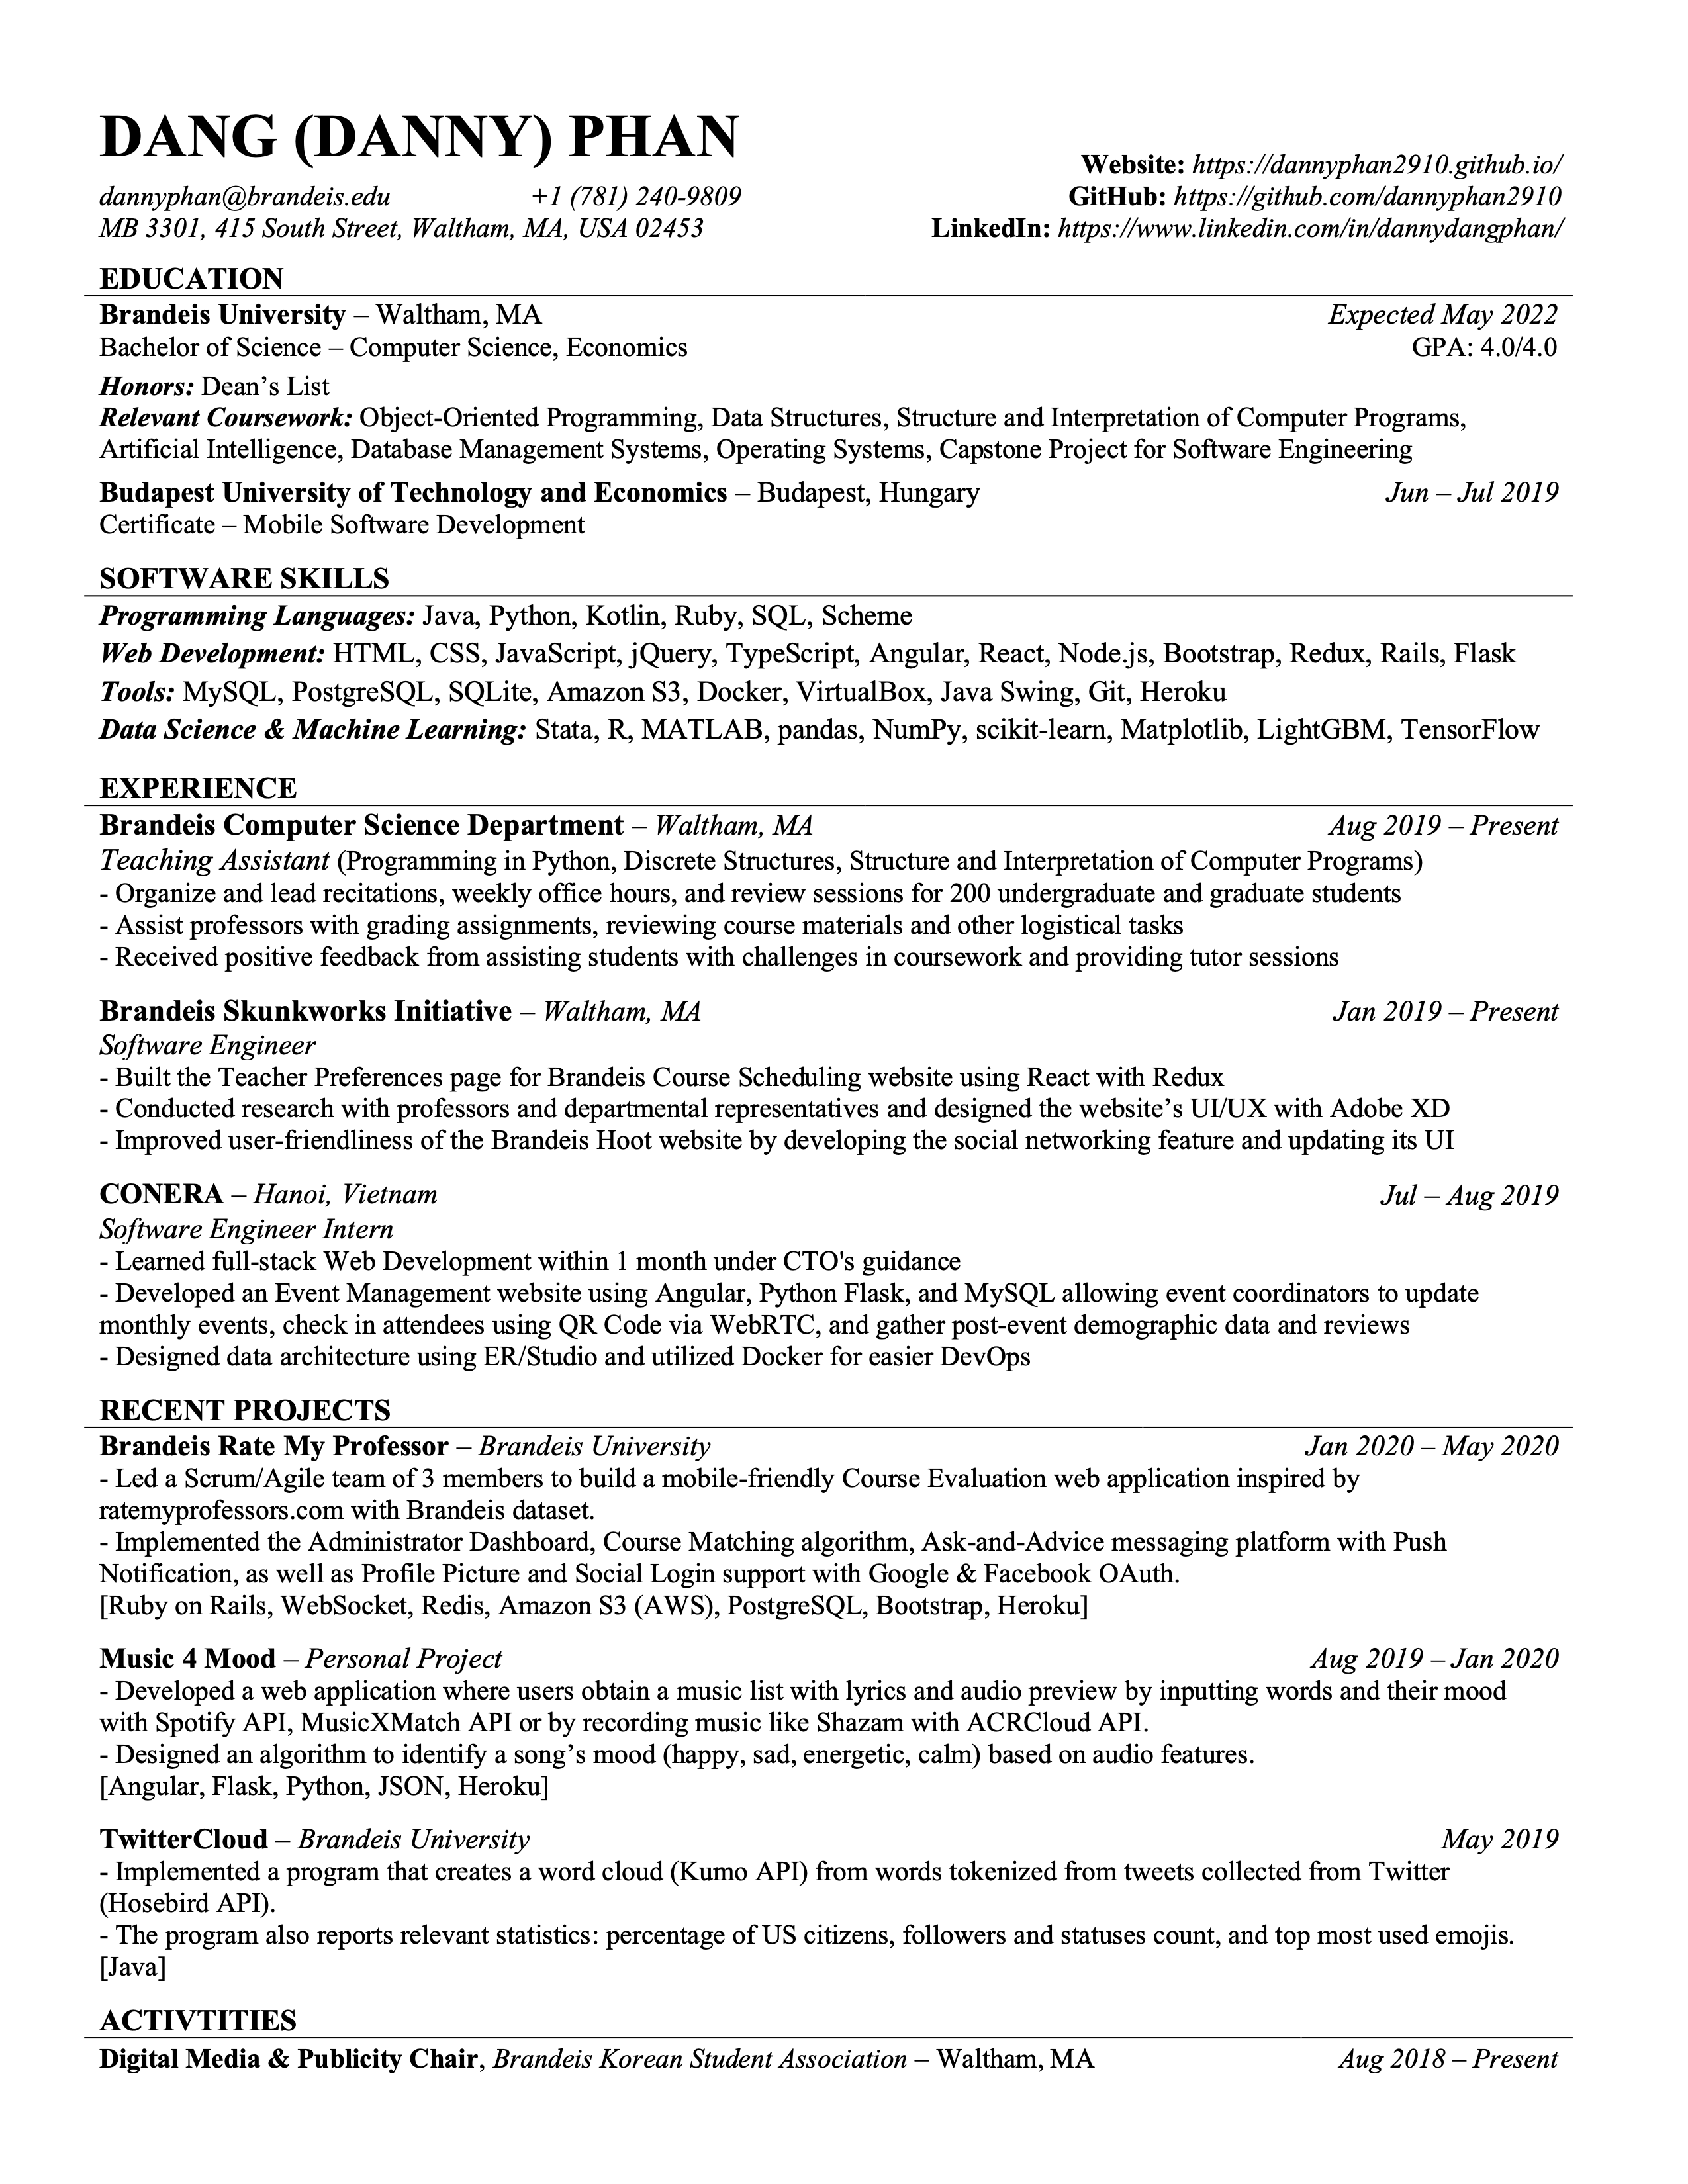 DANG (DANNY) PHAN
dannyphan@brandeis.edu +1 (781) 240-9809
MB 3301, 415 South Street, Waltham, MA, USA 02453
Website: https://dannyphan2910.github.io/
GitHub: https://github.com/dannyphan2910
LinkedIn: https://www.linkedin.com/in/dannydangphan/
EDUCATION
Brandeis University – Waltham, MA Expected May 2022
Bachelor of Science – Computer Science, Economics GPA: 4.0/4.0
Honors: Dean’s List
Relevant Coursework: Object-Oriented Programming, Data Structures, Structure and Interpretation of Computer Programs,
Artificial Intelligence, Database Management Systems, Operating Systems, Capstone Project for Software Engineering
Budapest University of Technology and Economics – Budapest, Hungary Jun – Jul 2019
Certificate – Mobile Software Development
SOFTWARE SKILLS
Programming Languages: Java, Python, Kotlin, Ruby, SQL, Scheme
Web Development: HTML, CSS, JavaScript, jQuery, TypeScript, Angular, React, Node.js, Bootstrap, Redux, Rails, Flask
Tools: MySQL, PostgreSQL, SQLite, Amazon S3, Docker, VirtualBox, Java Swing, Git, Heroku
Data Science & Machine Learning: Stata, R, MATLAB, pandas, NumPy, scikit-learn, Matplotlib, LightGBM, TensorFlow
EXPERIENCE
Brandeis Computer Science Department – Waltham, MA Aug 2019 – Present
Teaching Assistant (Programming in Python, Discrete Structures, Structure and Interpretation of Computer Programs)
- Organize and lead recitations, weekly office hours, and review sessions for 200 undergraduate and graduate students
- Assist professors with grading assignments, reviewing course materials and other logistical tasks
- Received positive feedback from assisting students with challenges in coursework and providing tutor sessions
Brandeis Skunkworks Initiative – Waltham, MA Jan 2019 – Present
Software Engineer
- Built the Teacher Preferences page for Brandeis Course Scheduling website using React with Redux
- Conducted research with professors and departmental representatives and designed the website’s UI/UX with Adobe XD
- Improved user-friendliness of the Brandeis Hoot website by developing the social networking feature and updating its UI
CONERA – Hanoi, Vietnam Jul – Aug 2019
Software Engineer Intern
- Learned full-stack Web Development within 1 month under CTO's guidance
- Developed an Event Management website using Angular, Python Flask, and MySQL allowing event coordinators to update
monthly events, check in attendees using QR Code via WebRTC, and gather post-event demographic data and reviews
- Designed data architecture using ER/Studio and utilized Docker for easier DevOps
RECENT PROJECTS
Brandeis Rate My Professor – Brandeis University Jan 2020 – May 2020
- Led a Scrum/Agile team of 3 members to build a mobile-friendly Course Evaluation web application inspired by
ratemyprofessors.com with Brandeis dataset.
- Implemented the Administrator Dashboard, Course Matching algorithm, Ask-and-Advice messaging platform with Push
Notification, as well as Profile Picture and Social Login support with Google & Facebook OAuth.
[Ruby on Rails, WebSocket, Redis, Amazon S3 (AWS), PostgreSQL, Bootstrap, Heroku]
Music 4 Mood – Personal Project Aug 2019 – Jan 2020
- Developed a web application where users obtain a music list with lyrics and audio preview by inputting words and their mood
with Spotify API, MusicXMatch API or by recording music like Shazam with ACRCloud API.
- Designed an algorithm to identify a song’s mood (happy, sad, energetic, calm) based on audio features.
[Angular, Flask, Python, JSON, Heroku]
TwitterCloud – Brandeis University May 2019
- Implemented a program that creates a word cloud (Kumo API) from words tokenized from tweets collected from Twitter
(Hosebird API).
- The program also reports relevant statistics: percentage of US citizens, followers and statuses count, and top most used emojis.
[Java]
ACTIVTITIES
Digital Media & Publicity Chair, Brandeis Korean Student Association – Waltham, MA Aug 2018 – Present